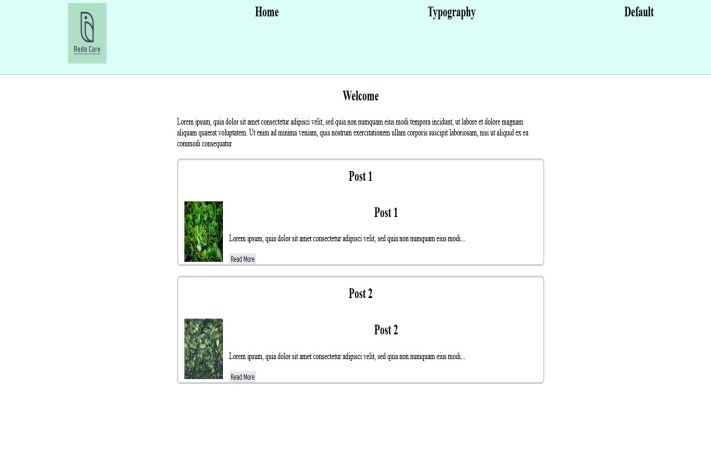 Reda Care
Home Typography Default
Welcome
Lorem ipsum, quia dolor sit amet consectetur adipisci velit, sed quia non numquam eius modi tempora incidunt, ut labore et dolore magnam
aliquam quaerat voluptatem. Ut enim ad minima veniam, quis nostrum exercitationem ullam corporis suscipit laboriosam, nisi ut aliquid ex ea
commodi consequatur
Post 1
Post 1
Lorem ipsum, quia dolor sit amet consectetur adipisci velit, sed quia non numquam eius modi...
Read More
Post 2
Post 2
Lorem ipsum, quia dolor sit amet consectetur adipisci velit, sed quia non numquam eius modi...
Read More